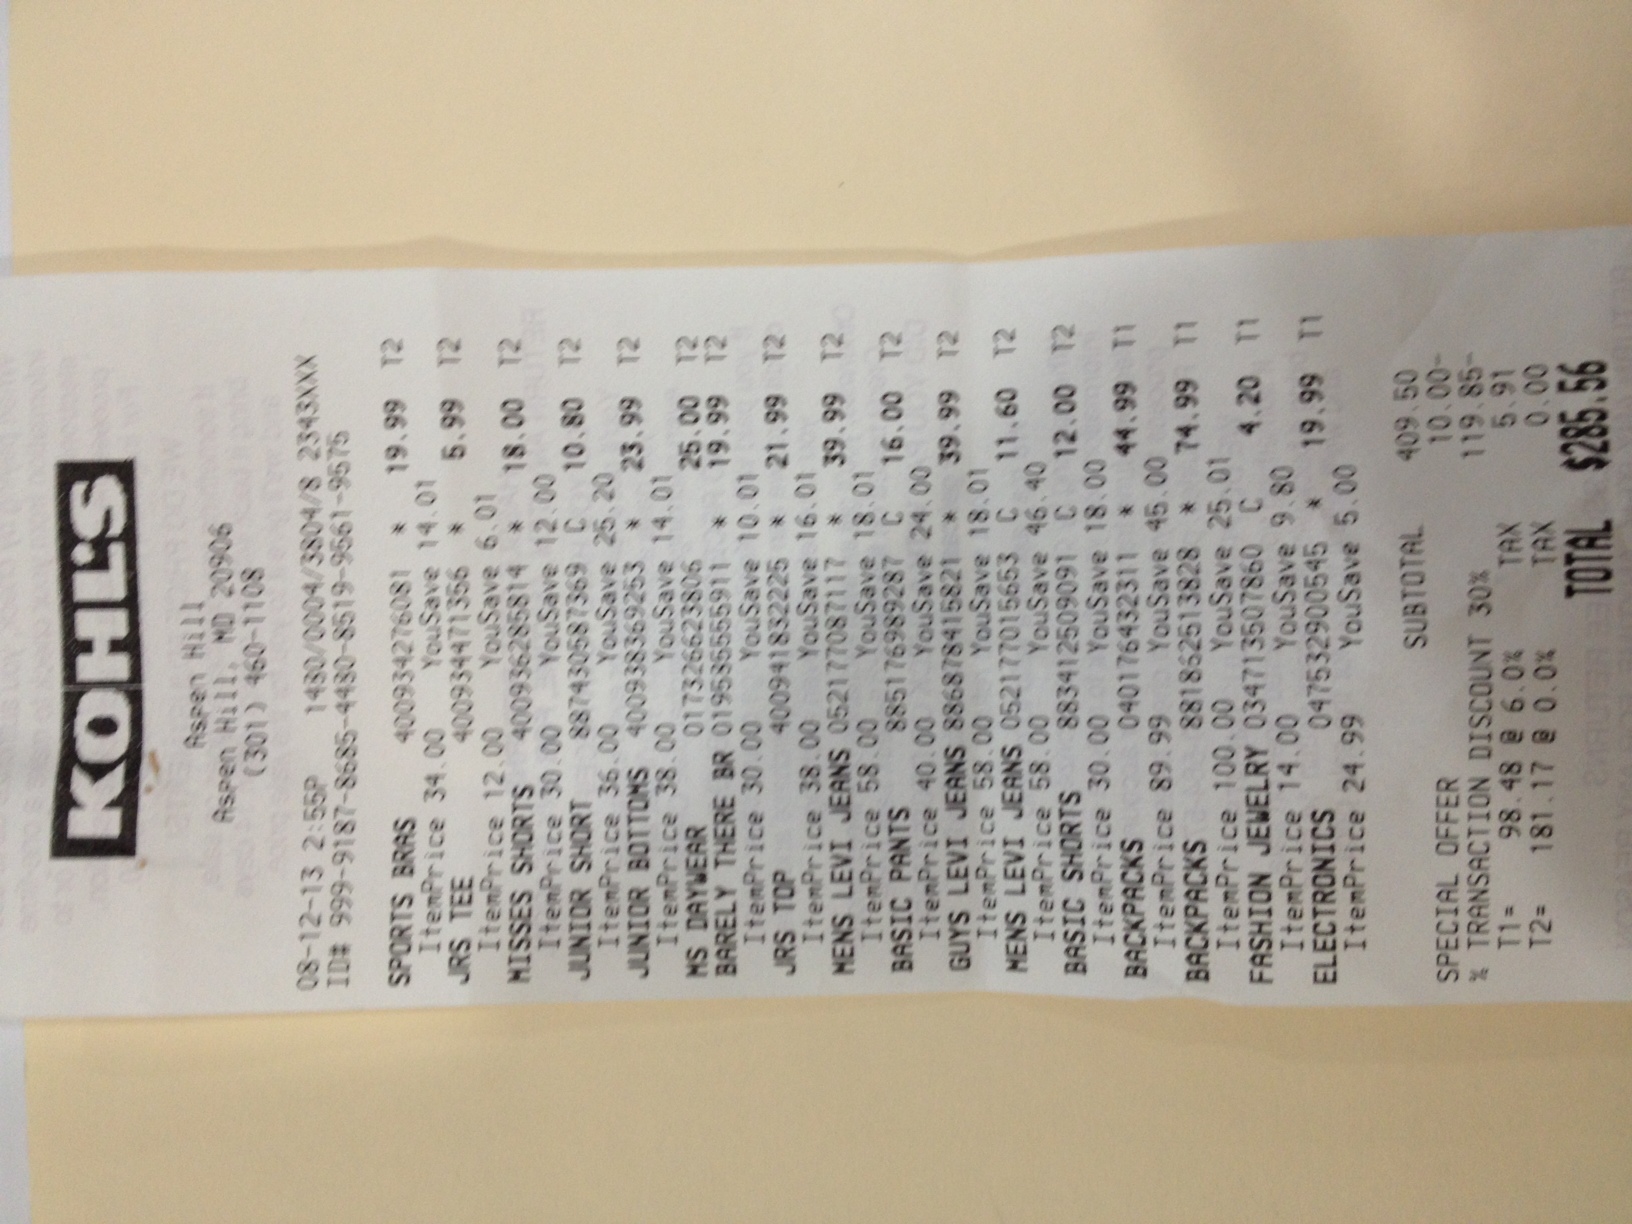 KOHL'S
Aspen Hill
Aspen Hill, MD 20906
(301) 460-1108
08-12-13 2:55P 1430/0004/3804/8 2343XXX
ID# 999-9187-8685-4430-8519-9561-9575
SPORTS BRAS 400934276081 * 19.99 T2
ItemPrice 34.00 YouSave 14.01
JRS TEE 400934471356 * 5.99 T2
ItemPrice 12.00 YouSave 6.01
MISSES SHORTS 400936285814 * 18.00 T2
ItemPrice 30.00 YouSave 12.00
JUNIOR SHORT 887430587369 C 10.80 T2
ItemPrice 36.00 YouSave 25.20
JUNIOR BOTTOMS 400938369253 * 23.99 T2
ItemPrice 38.00 YouSave 14.01
MS DAYWEAR 017326623806 25.00 T2
BARELY THERE BR 019585555911 * 19.99 T2
ItemPrice 30.00 YouSave 10.01
JRS TOP 400941832225 * 21.99 T2
ItemPrice 38.00 YouSave 16.01
MENS LEVI JEANS 052177087117 * 39.99 T2
ItemPrice 58.00 YouSave 18.01
BASIC PANTS 885176989287 C 16.00 T2
ItemPrice 40.00 YouSave 24.00
GUYS LEVI JEANS 886878415821 * 39.99 T2
ItemPrice 58.00 YouSave 18.01
MENS LEVI JEANS 052177015653 C 11.60 T2
ItemPrice 58.00 YouSave 46.40
BASIC SHORTS 883412509091 C 12.00 T2
ItemPrice 30.00 YouSave 18.00
BACKPACKS 040176432311 * 44.99 T1
ItemPrice 89.99 YouSave 45.00
BACKPACKS 881862513828 * 74.99 T1
ItemPrice 100.00 YouSave 25.01
FASHION JEWELRY 034713507860 C 4.20 T1
ItemPrice 14.00 YouSave 9.80
ELECTRONICS 047532900545 * 19.99 T1
ItemPrice 24.99 YouSave 5.00
SUBTOTAL 409.50
SPECIAL OFFER 10.00-
% TRANSACTION DISCOUNT 30% 119.85-
T1= 98.48 @ 6.0% TAX 5.91
T2= 181.17 @ 0.0% TAX 0.00
TOTAL $285.56